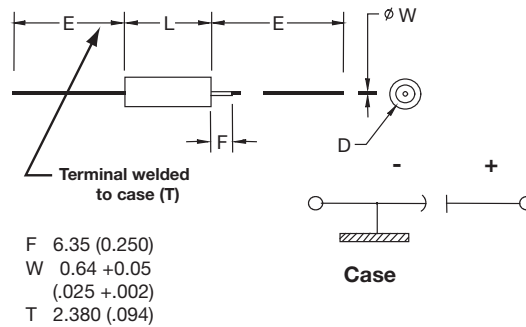 E L E ø W
F
D
Terminal welded
to case (T)
- +
Case
F 6.35 (0.250)
W 0.64 +0.05
(.025 +.002)
T 2.380 (.094)